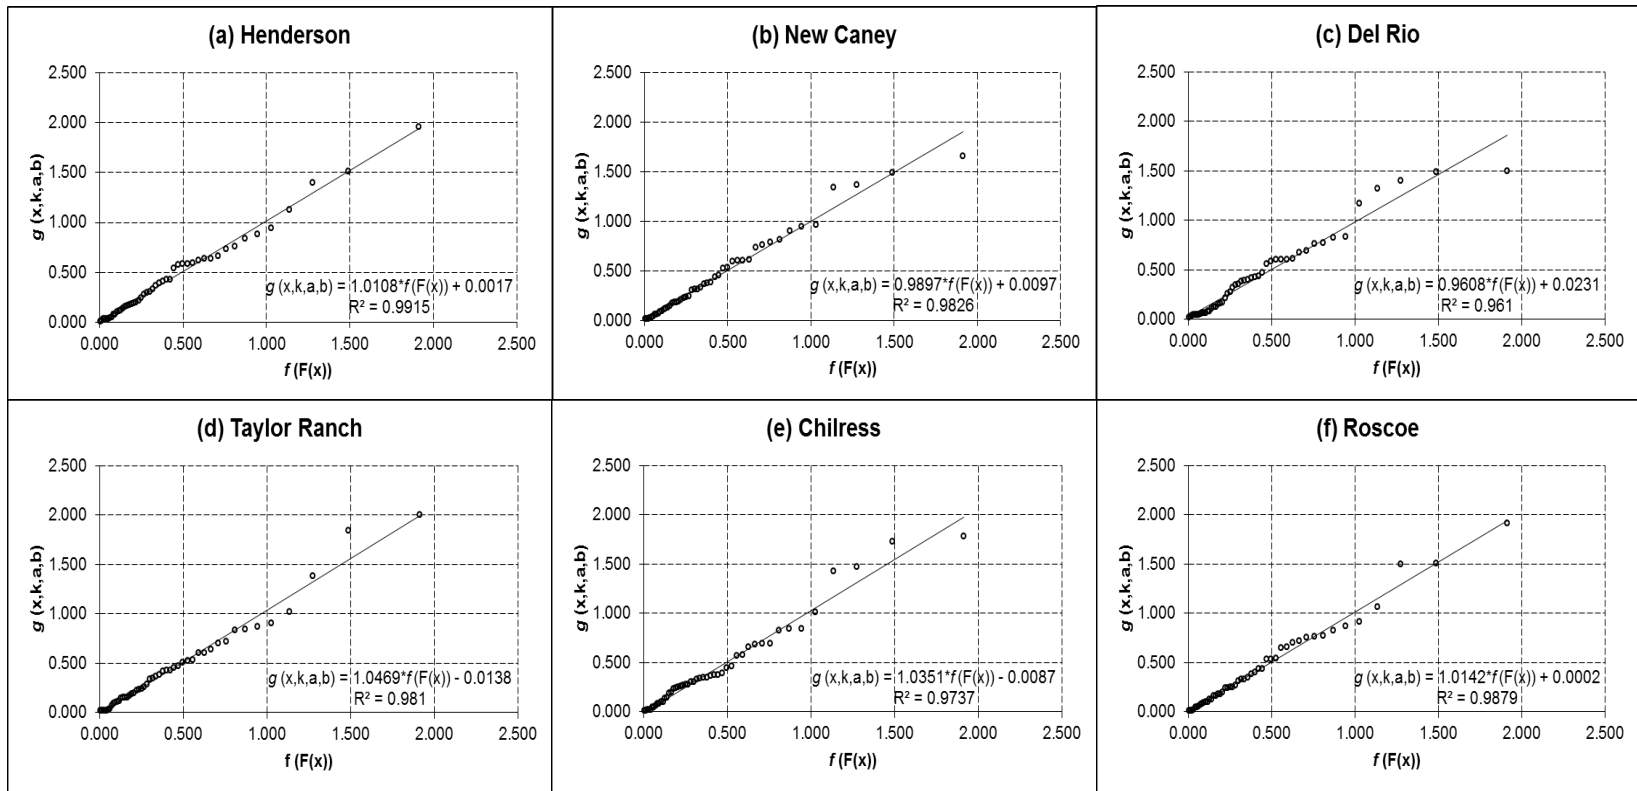 (a) Henderson
2.500
2.000
1.500
1.000
0.500
0.000
g (x,k,a,b)
g (x,k,a,b) = 1.0108*f(F(x)) + 0.0017
R² = 0.9915
0.000 0.500 1.000 1.500 2.000 2.500
f (F(x))
(b) New Caney
2.500
2.000
1.500
1.000
0.500
0.000
g (x,k,a,b)
g (x,k,a,b) = 0.9897*f(F(x)) + 0.0097
R² = 0.9826
0.000 0.500 1.000 1.500 2.000 2.500
f (F(x))
(c) Del Rio
2.500
2.000
1.500
1.000
0.500
0.000
g (x,k,a,b)
g (x,k,a,b) = 0.9608*f(F(x)) + 0.0231
R² = 0.961
0.000 0.500 1.000 1.500 2.000 2.500
f (F(x))
(d) Taylor Ranch
2.500
2.000
1.500
1.000
0.500
0.000
g (x,k,a,b)
g (x,k,a,b) = 1.0469*f(F(x)) - 0.0138
R² = 0.981
0.000 0.500 1.000 1.500 2.000 2.500
f (F(x))
(e) Chilress
2.500
2.000
1.500
1.000
0.500
0.000
g (x,k,a,b)
g (x,k,a,b) = 1.0351*f(F(x)) - 0.0087
R² = 0.9737
0.000 0.500 1.000 1.500 2.000 2.500
f (F(x))
(f) Roscoe
2.500
2.000
1.500
1.000
0.500
0.000
g (x,k,a,b)
g (x,k,a,b) = 1.0142*f(F(x)) + 0.0002
R² = 0.9879
0.000 0.500 1.000 1.500 2.000 2.500
f (F(x))